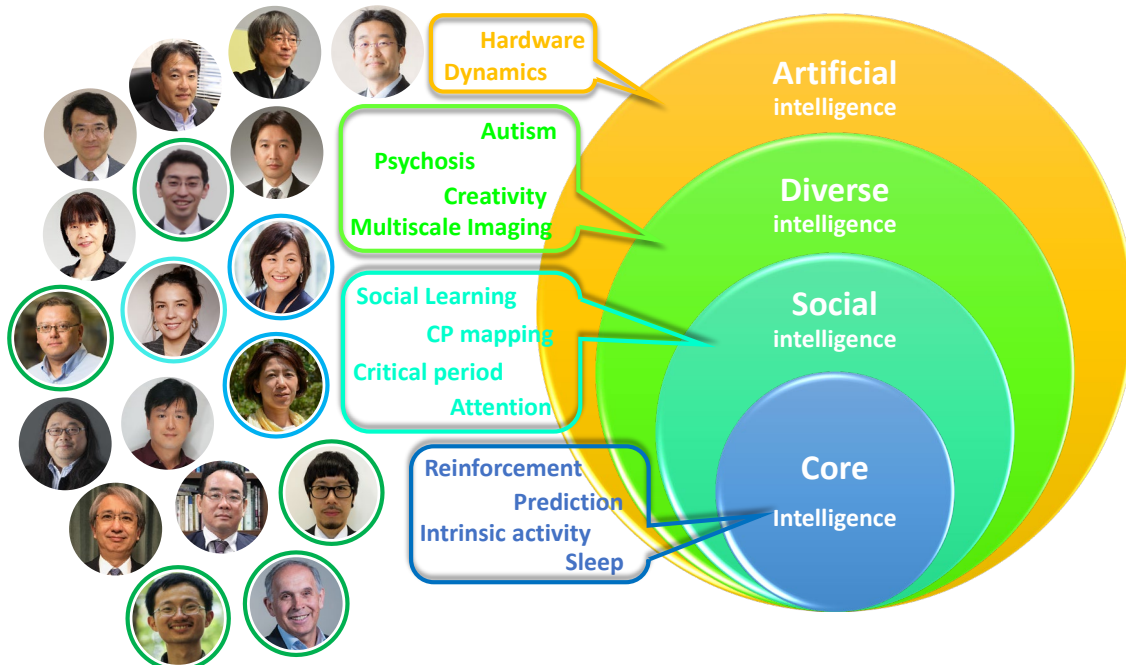 Hardware
Dynamics
Artificial
intelligence
Autism
Psychosis
Creativity
Multiscale Imaging
Diverse
intelligence
Social Learning
CP mapping
Critical period
Attention
Social
intelligence
Reinforcement
Prediction
Intrinsic activity
Sleep
Core
Intelligence